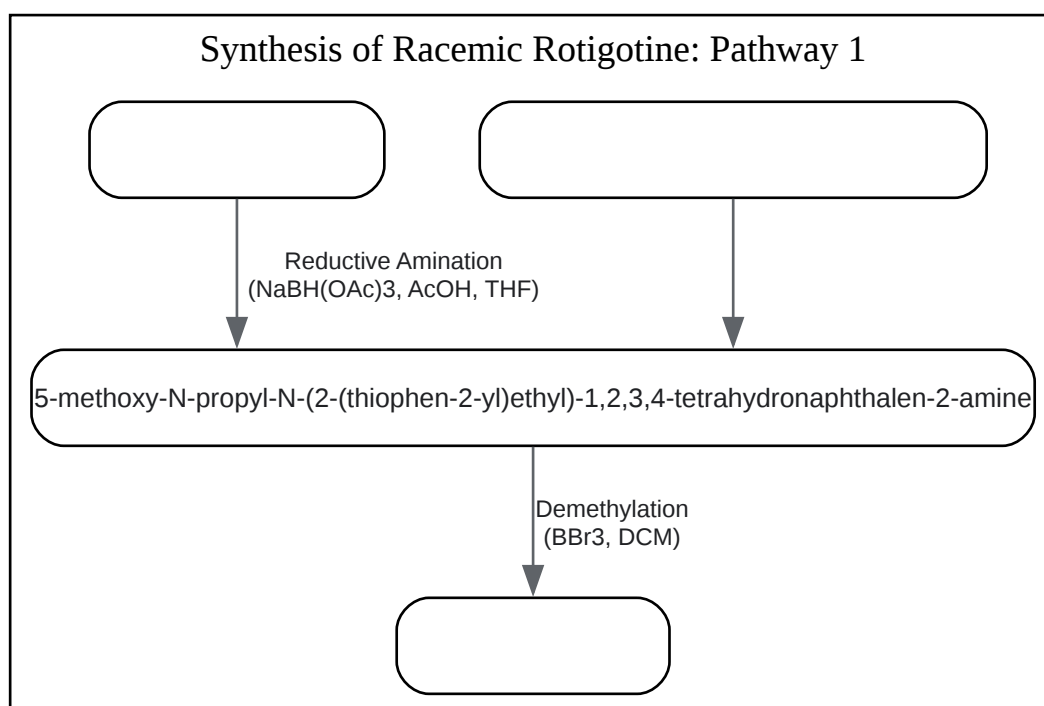 Synthesis of Racemic Rotigotine: Pathway 1
Reductive Amination
(NaBH(OAc)3, AcOH, THF)
5-methoxy-N-propyl-N-(2-(thiophen-2-yl)ethyl)-1,2,3,4-tetrahydronaphthalen-2-amine
Demethylation
(BBr3, DCM)